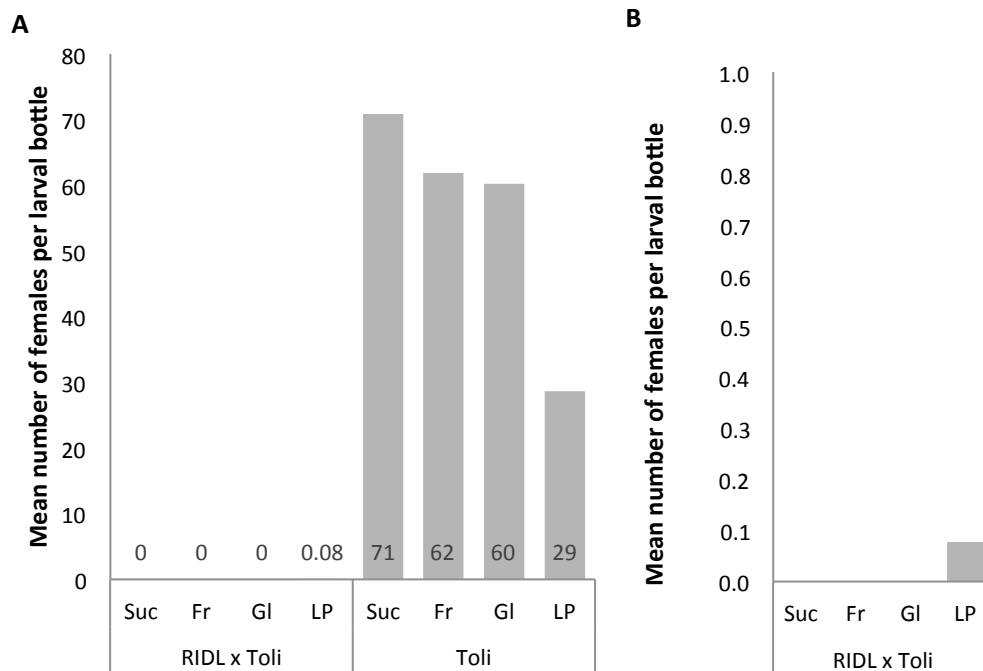 A
Mean number of females per larval bottle
80
70
60
50
40
30
20
10
0
0 0 0 0.08 71 62 60 29
Suc Fr Gl LP Suc Fr Gl LP
RIDL x Toli Toli
B
Mean number of females per larval bottle
1.0
0.9
0.8
0.7
0.6
0.5
0.4
0.3
0.2
0.1
0.0
Suc Fr Gl LP
RIDL x Toli